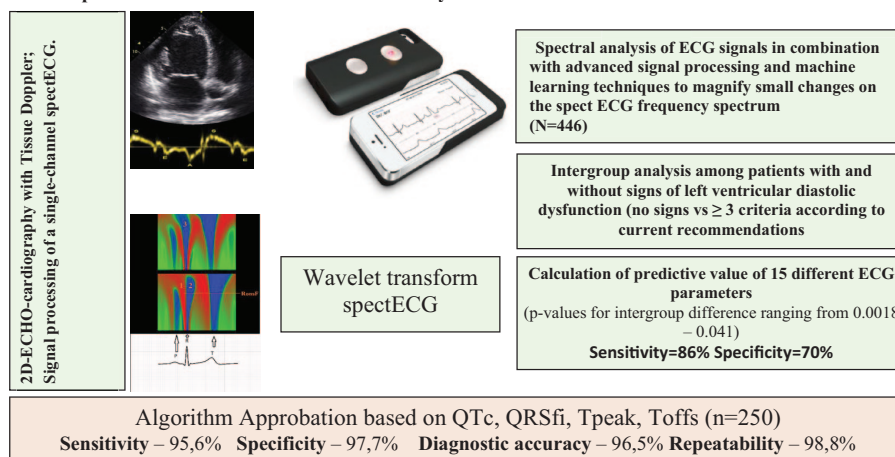 2D-ECHO-cardiography with Tissue Doppler;
Signal processing of a single-channel spectECG.
Spectral analysis of ECG signals in combination
with advanced signal processing and machine
learning techniques to magnify small changes on
the spect ECG frequency spectrum
(N=446)
Intergroup analysis among patients with and
without signs of left ventricular diastolic
dysfunction (no signs vs ≥ 3 criteria according to
current recommendations
Wavelet transform
spectECG
Calculation of predictive value of 15 different ECG
parameters
(p-values for intergroup difference ranging from 0.0018
– 0.041)
Sensitivity=86% Specificity=70%
P
R
T
Algorithm Approbation based on QTc, QRSfi, Tpeak, Toffs (n=250)
Sensitivity – 95,6% Specificity – 97,7% Diagnostic accuracy – 96,5% Repeatability – 98,8%